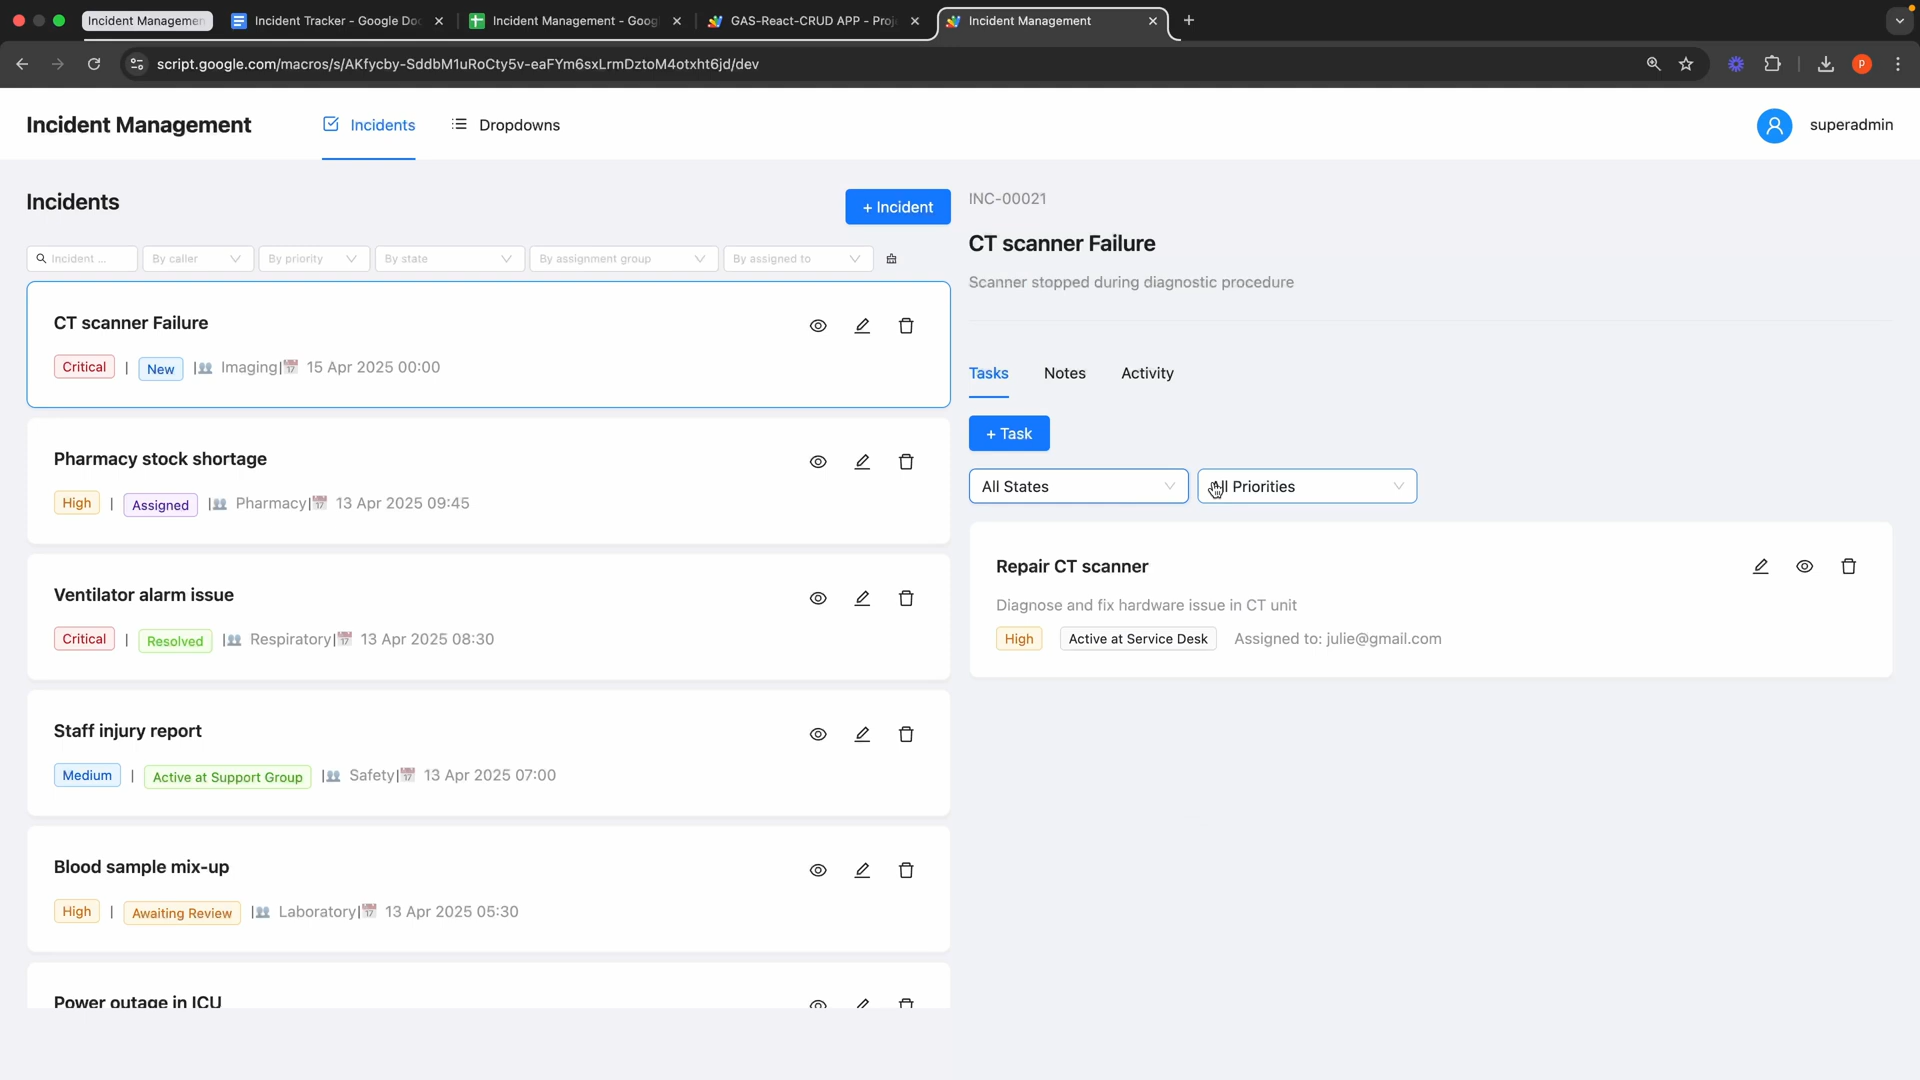 Incident Managemen
Incident Tracker - Google Do
Incident Management - Goog
GAS-React-CRUD APP - Proj
Incident Management
script.google.com/macros/s/AKfycby-SddbM1uRoCty5v-eaFYm6sxLrmDztoM4otxht6jd/dev
p
Incident Management
Incidents
Dropdowns
superadmin
Incidents
+ Incident
Incident ...
By caller
By priority
By state
By assignment group
By assigned to
CT scanner Failure
Critical | New | Imaging| 15 Apr 2025 00:00
Pharmacy stock shortage
High | Assigned | Pharmacy| 13 Apr 2025 09:45
Ventilator alarm issue
Critical | Resolved | Respiratory| 13 Apr 2025 08:30
Staff injury report
Medium | Active at Support Group | Safety| 13 Apr 2025 07:00
Blood sample mix-up
High | Awaiting Review | Laboratory| 13 Apr 2025 05:30
Power outage in ICU
INC-00021
CT scanner Failure
Scanner stopped during diagnostic procedure
Tasks
Notes
Activity
+ Task
All States
All Priorities
Repair CT scanner
Diagnose and fix hardware issue in CT unit
High Active at Service Desk Assigned to: julie@gmail.com